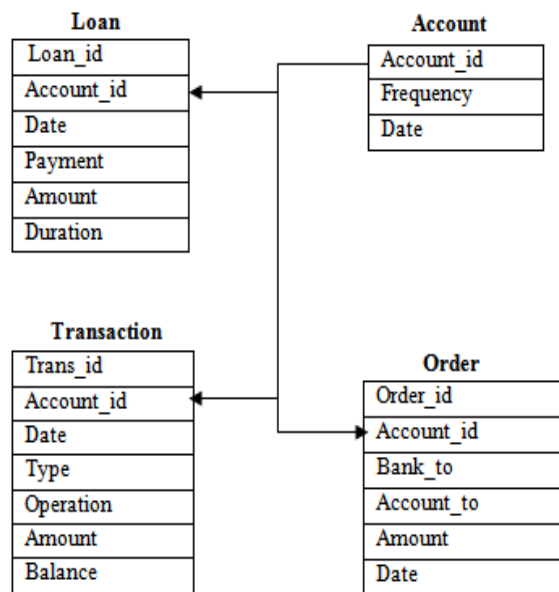 Loan
Loan_id
Account_id
Date
Payment
Amount
Duration
Account
Account_id
Frequency
Date
Transaction
Trans_id
Account_id
Date
Type
Operation
Amount
Balance
Order
Order_id
Account_id
Bank_to
Account_to
Amount
Date